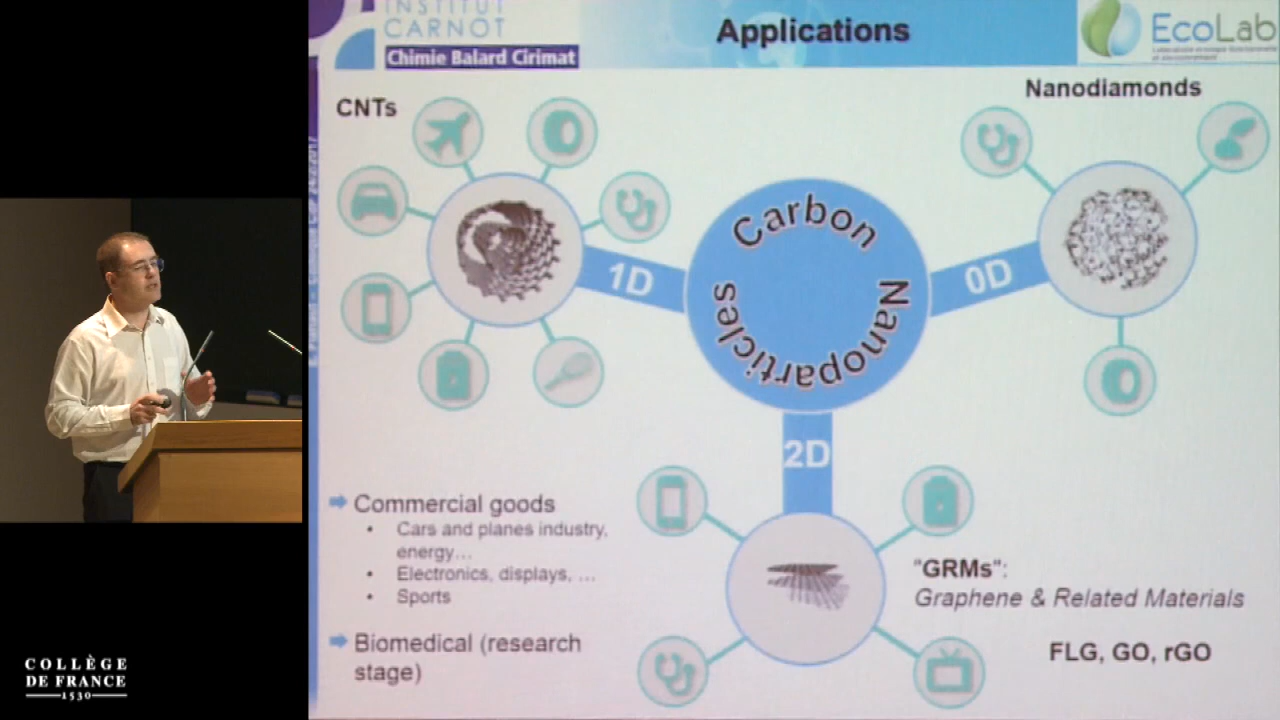 INSTITUT
CARNOT
Chimie Balard Cirimat
Applications
EcoLab
CNTs
Nanodiamonds
Carbon
Nanoparticles
1D
0D
2D
Commercial goods
• Cars and planes industry,
energy…
• Electronics, displays, …
• Sports
Biomedical (research
stage)
"GRMs":
Graphene & Related Materials
FLG, GO, rGO
COLLÈGE
DE FRANCE
1530